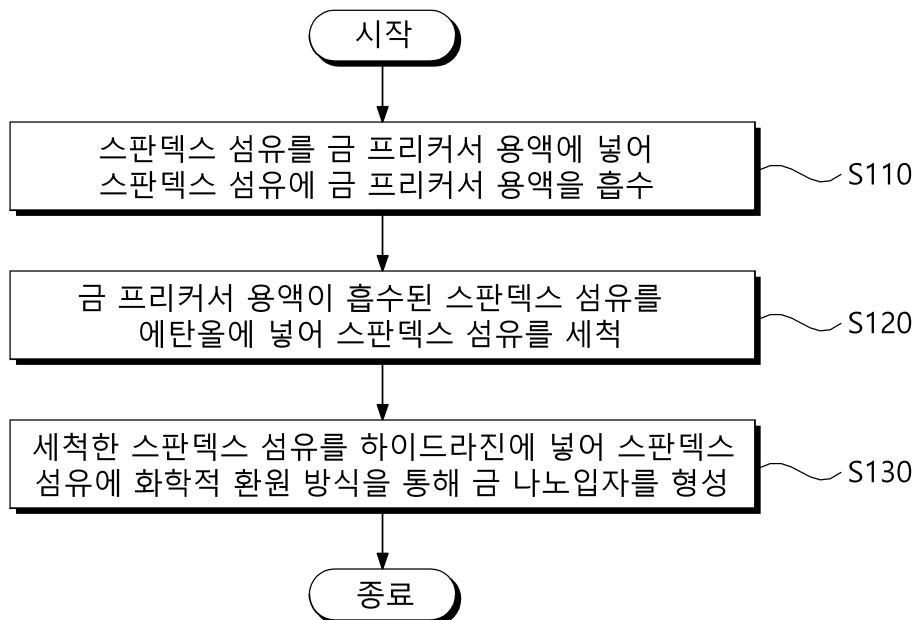 시작
스판덱스 섬유를 금 프리커서 용액에 넣어
스판덱스 섬유에 금 프리커서 용액을 흡수
S110
금 프리커서 용액이 흡수된 스판덱스 섬유를
에탄올에 넣어 스판덱스 섬유를 세척
S120
세척한 스판덱스 섬유를 하이드라진에 넣어 스판덱스
섬유에 화학적 환원 방식을 통해 금 나노입자를 형성
S130
종료